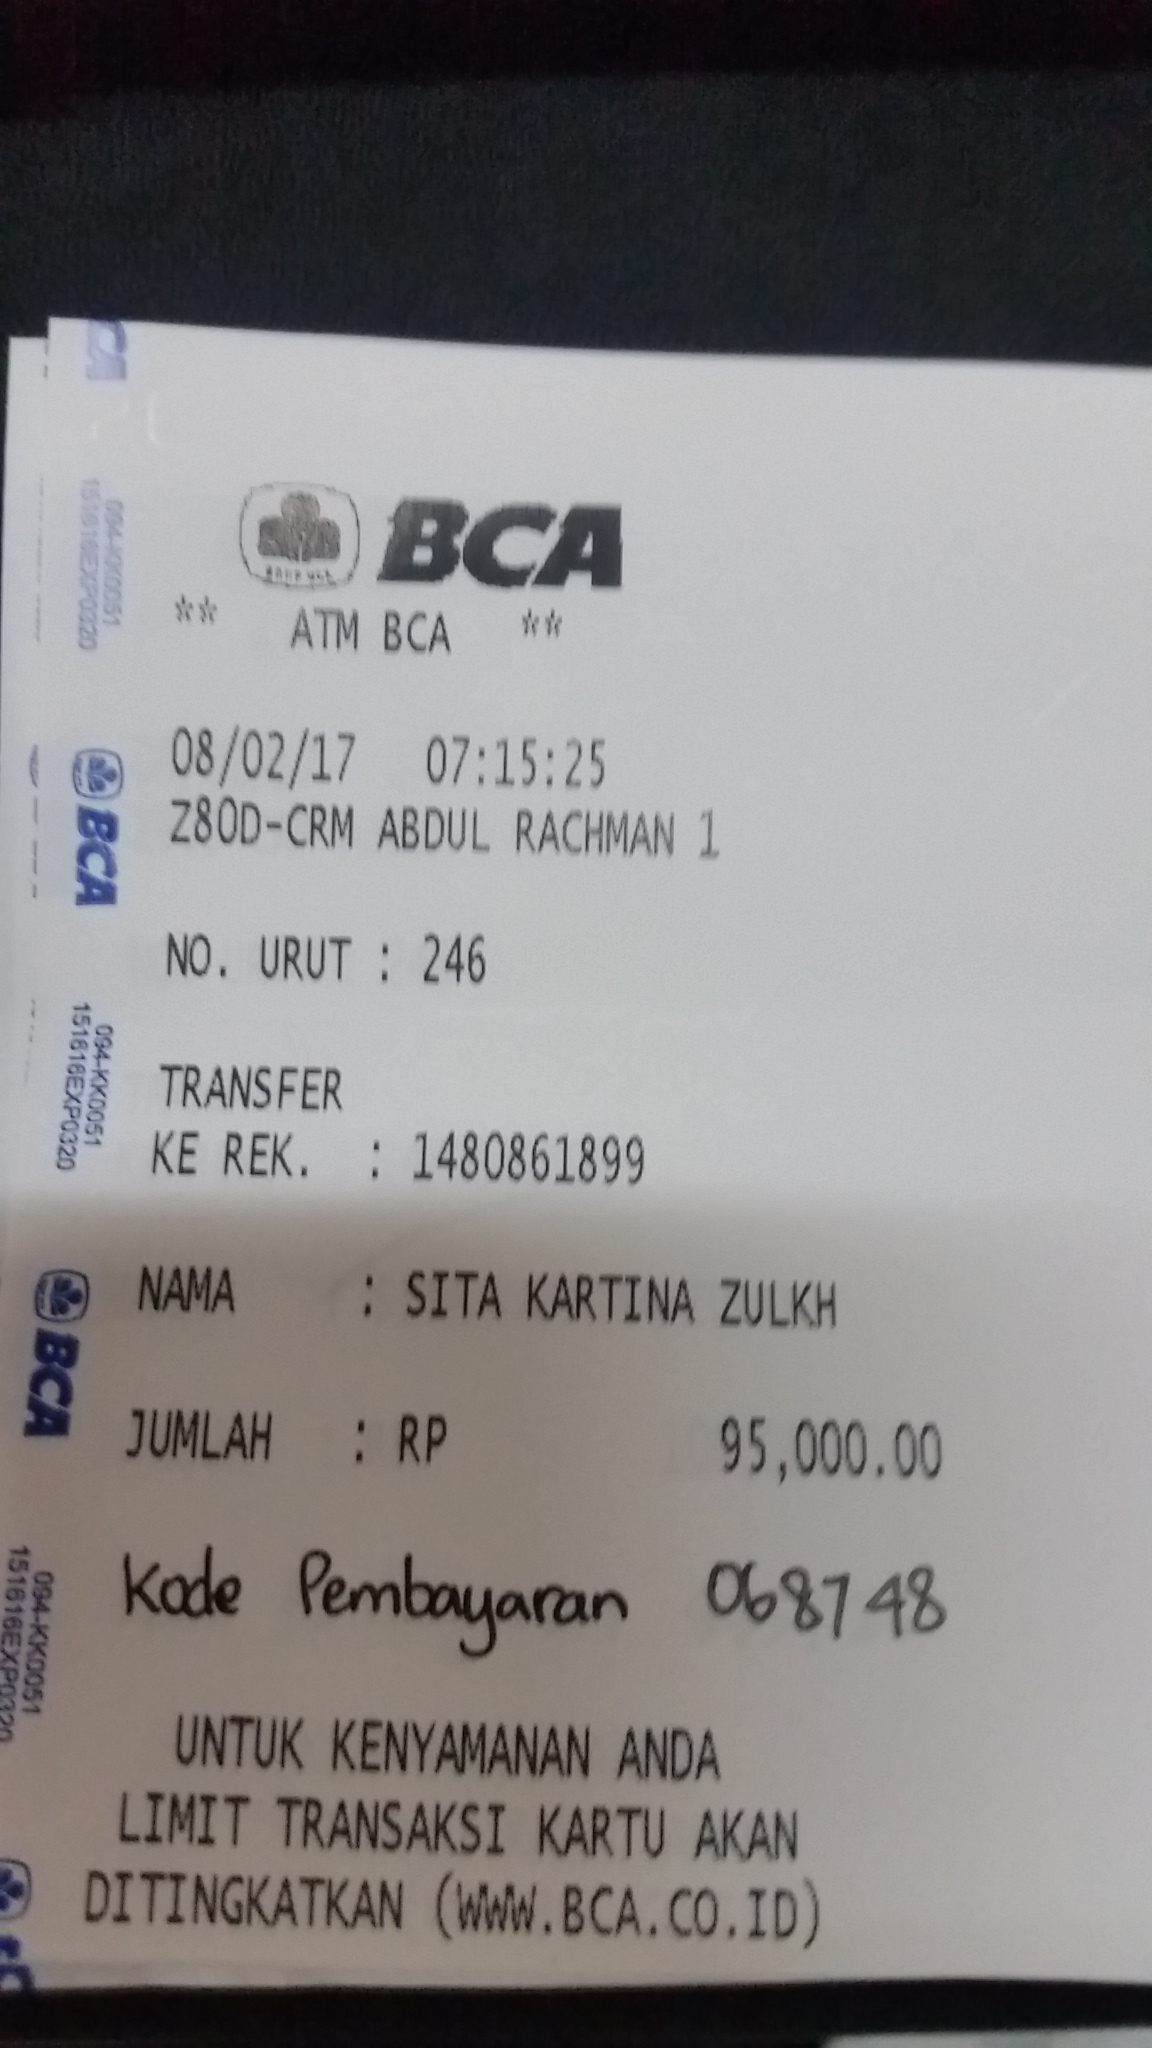 BCA
** ATM BCA **
08/02/17 07:15:25
Z80D-CRM ABDUL RACHMAN 1
NO. URUT : 246
TRANSFER
KE REK. : 1480861899
NAMA : SITA KARTINA ZULKH
JUMLAH : RP 95,000.00
Kode Pembayaran 068748
UNTUK KENYAMANAN ANDA
LIMIT TRANSAKSI KARTU AKAN
DITINGKATKAN (WWW.BCA.CO.ID)
094-KK0051
151616EXP0320
BCA
094-KK0051
151616EXP0320
BCA
094-KK0051
151616EXP0320